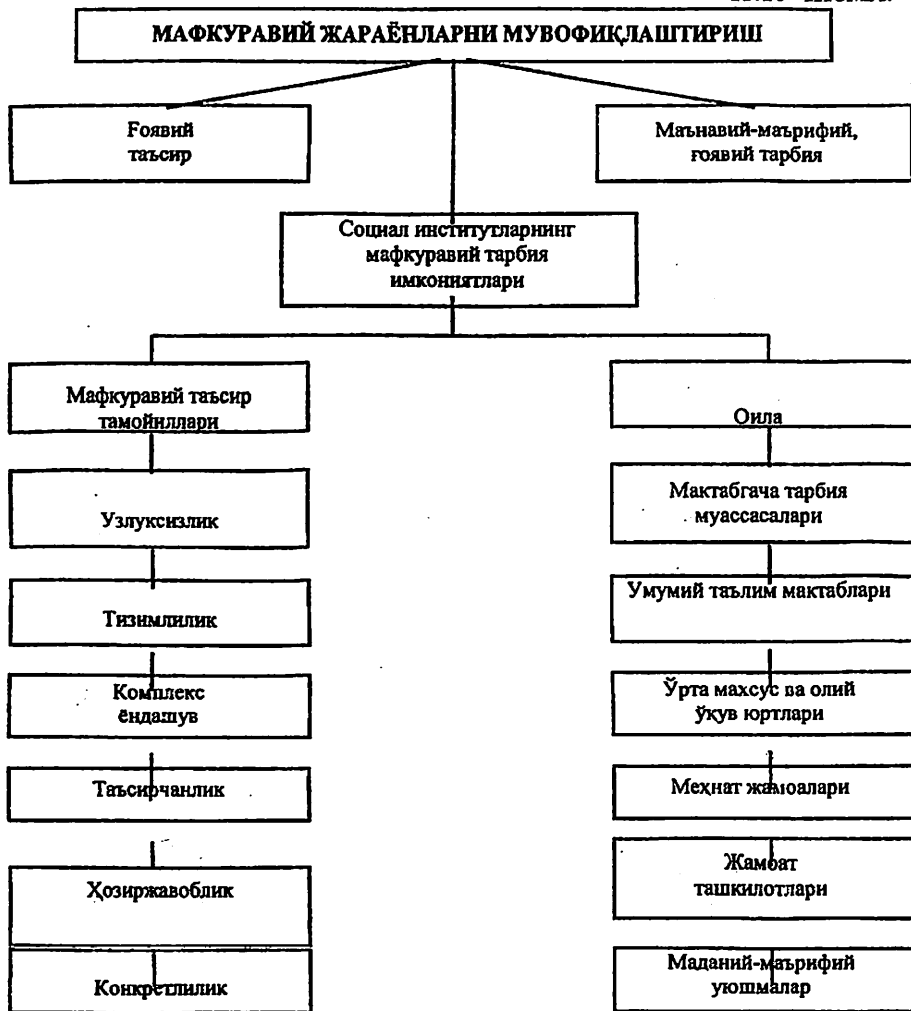 МАФКУРАВИЙ ЖАРАЁНЛАРНИ МУВОФИҚЛАШТИРИШ
Ғоявий
таъсир
Маънавий-маърифий,
ғоявий тарбия
Социал институтларнинг
мафкуравий тарбия
имкониятлари
Мафкуравий таъсир
тамойиллари
Оила
Узлуксизлик
Мактабгача тарбия
муассасалари
Тизимлилик
Умумий таълим мактаблари
Комплекс
ёндашув
Ўрта махсус ва олий
ўқув юртлари
Таъсирчанлик
Меҳнат жамоалари
Ҳозиржавоблик
Жамоат
ташкилотлари
Конкретлилик
Маданий-маърифий
уюшмалар